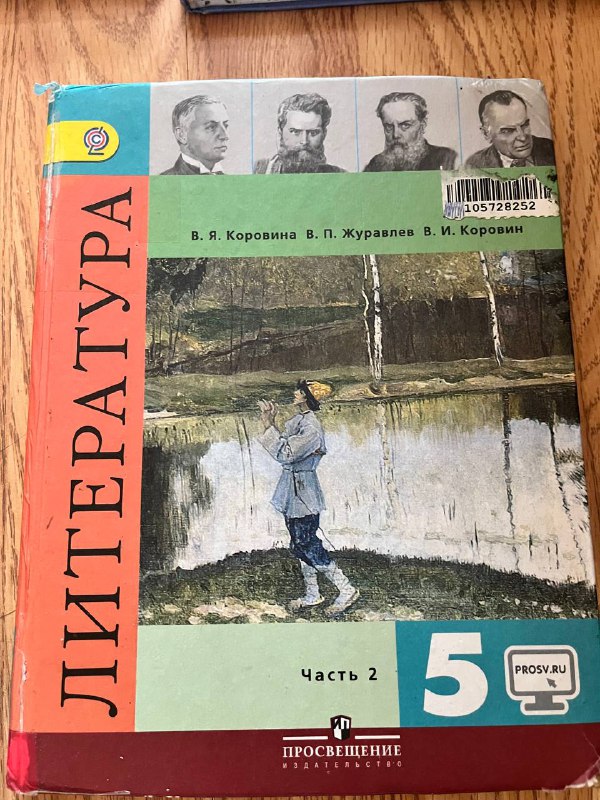 105728252
В. Я. Коровина В. П. Журавлев В. И. Коровин
ЛИТЕРАТУРА
Часть 2
5
PROSV.RU
ПРОСВЕЩЕНИЕ
ИЗДАТЕЛЬСТВО